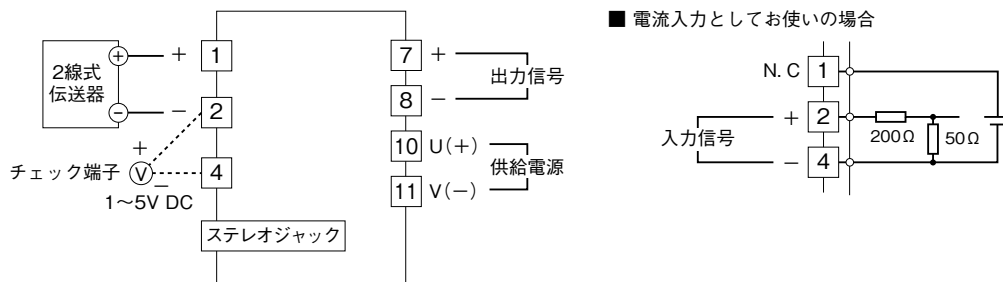 2線式
伝送器
+
−
+
−
1
2
4
チェック端子
+
V
−
1〜5V DC
ステレオジャック
7
+
8
−
出力信号
10
U(+)
11
V(−)
供給電源
■ 電流入力としてお使いの場合
N. C
1
+
2
−
4
入力信号
200Ω
50Ω